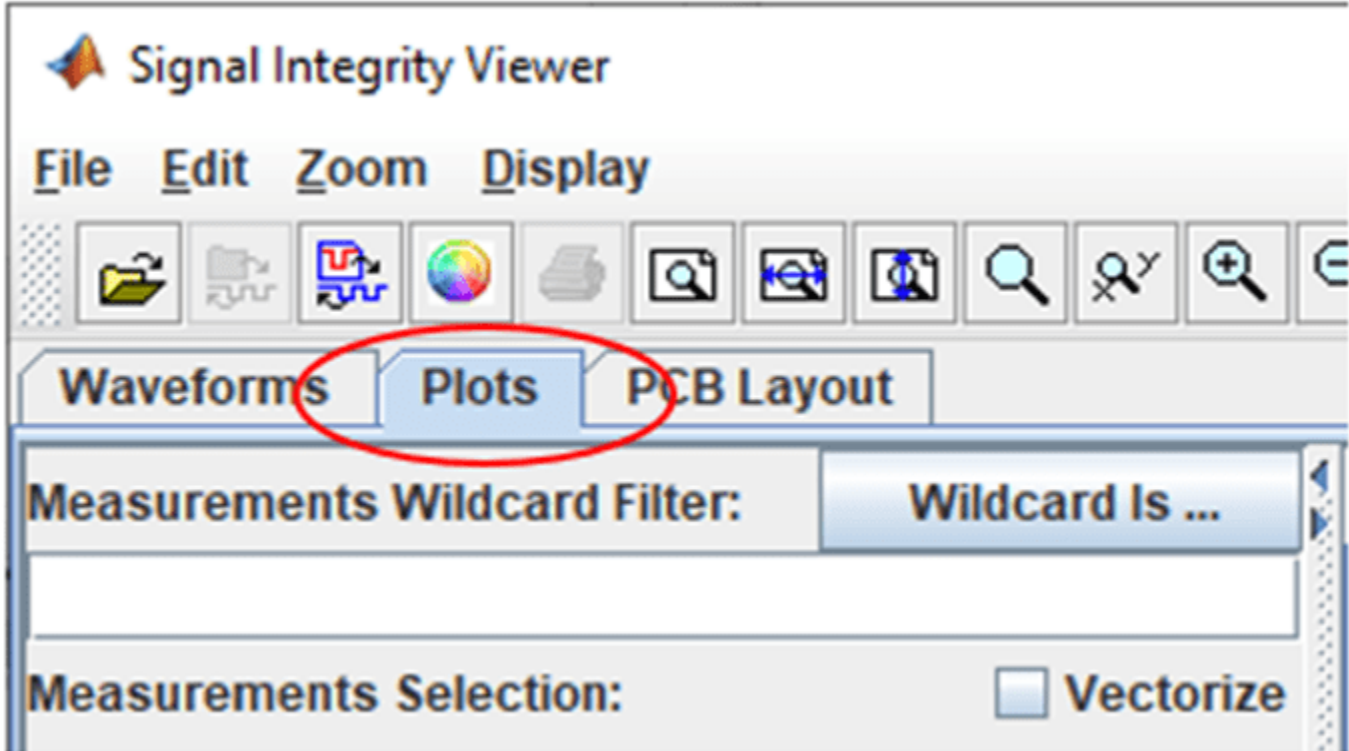 Signal Integrity Viewer
File Edit Zoom Display
Waveforms Plots PCB Layout
Measurements Wildcard Filter: Wildcard Is ...
Measurements Selection: Vectorize